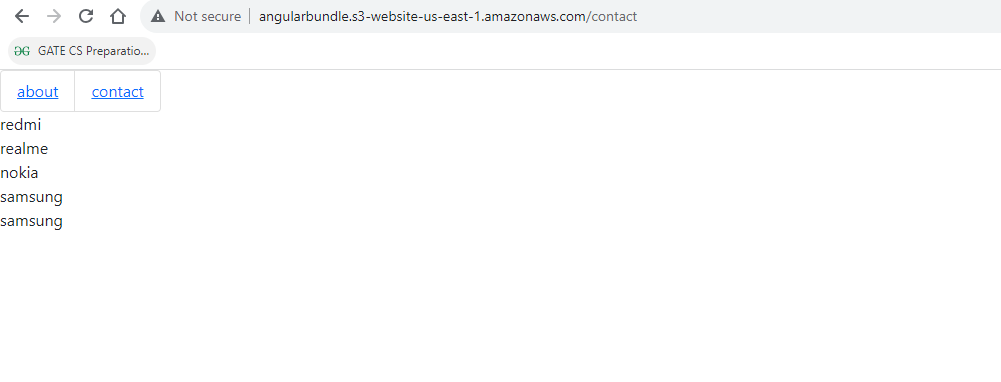 Not secure angularbundle.s3-website-us-east-1.amazonaws.com/contact
GATE CS Preparatio...
about contact
redmi
realme
nokia
samsung
samsung